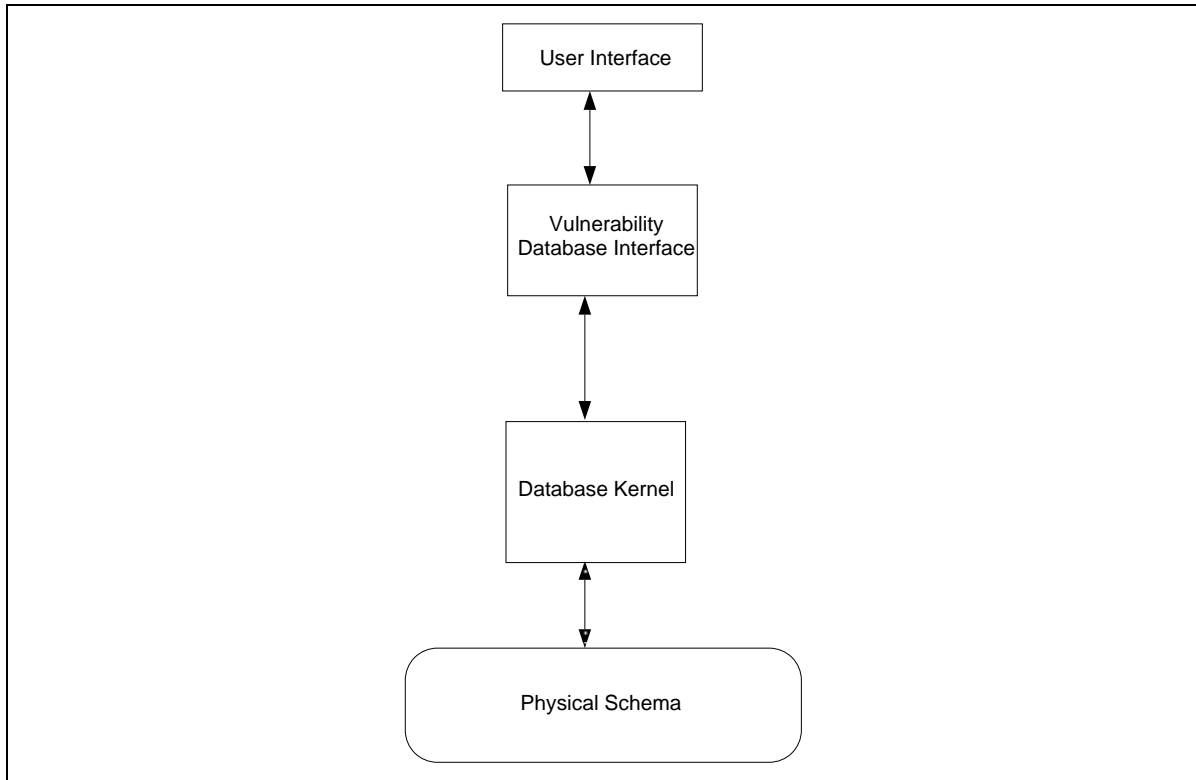 User Interface
Vulnerability
Database Interface
Database Kernel
Physical Schema